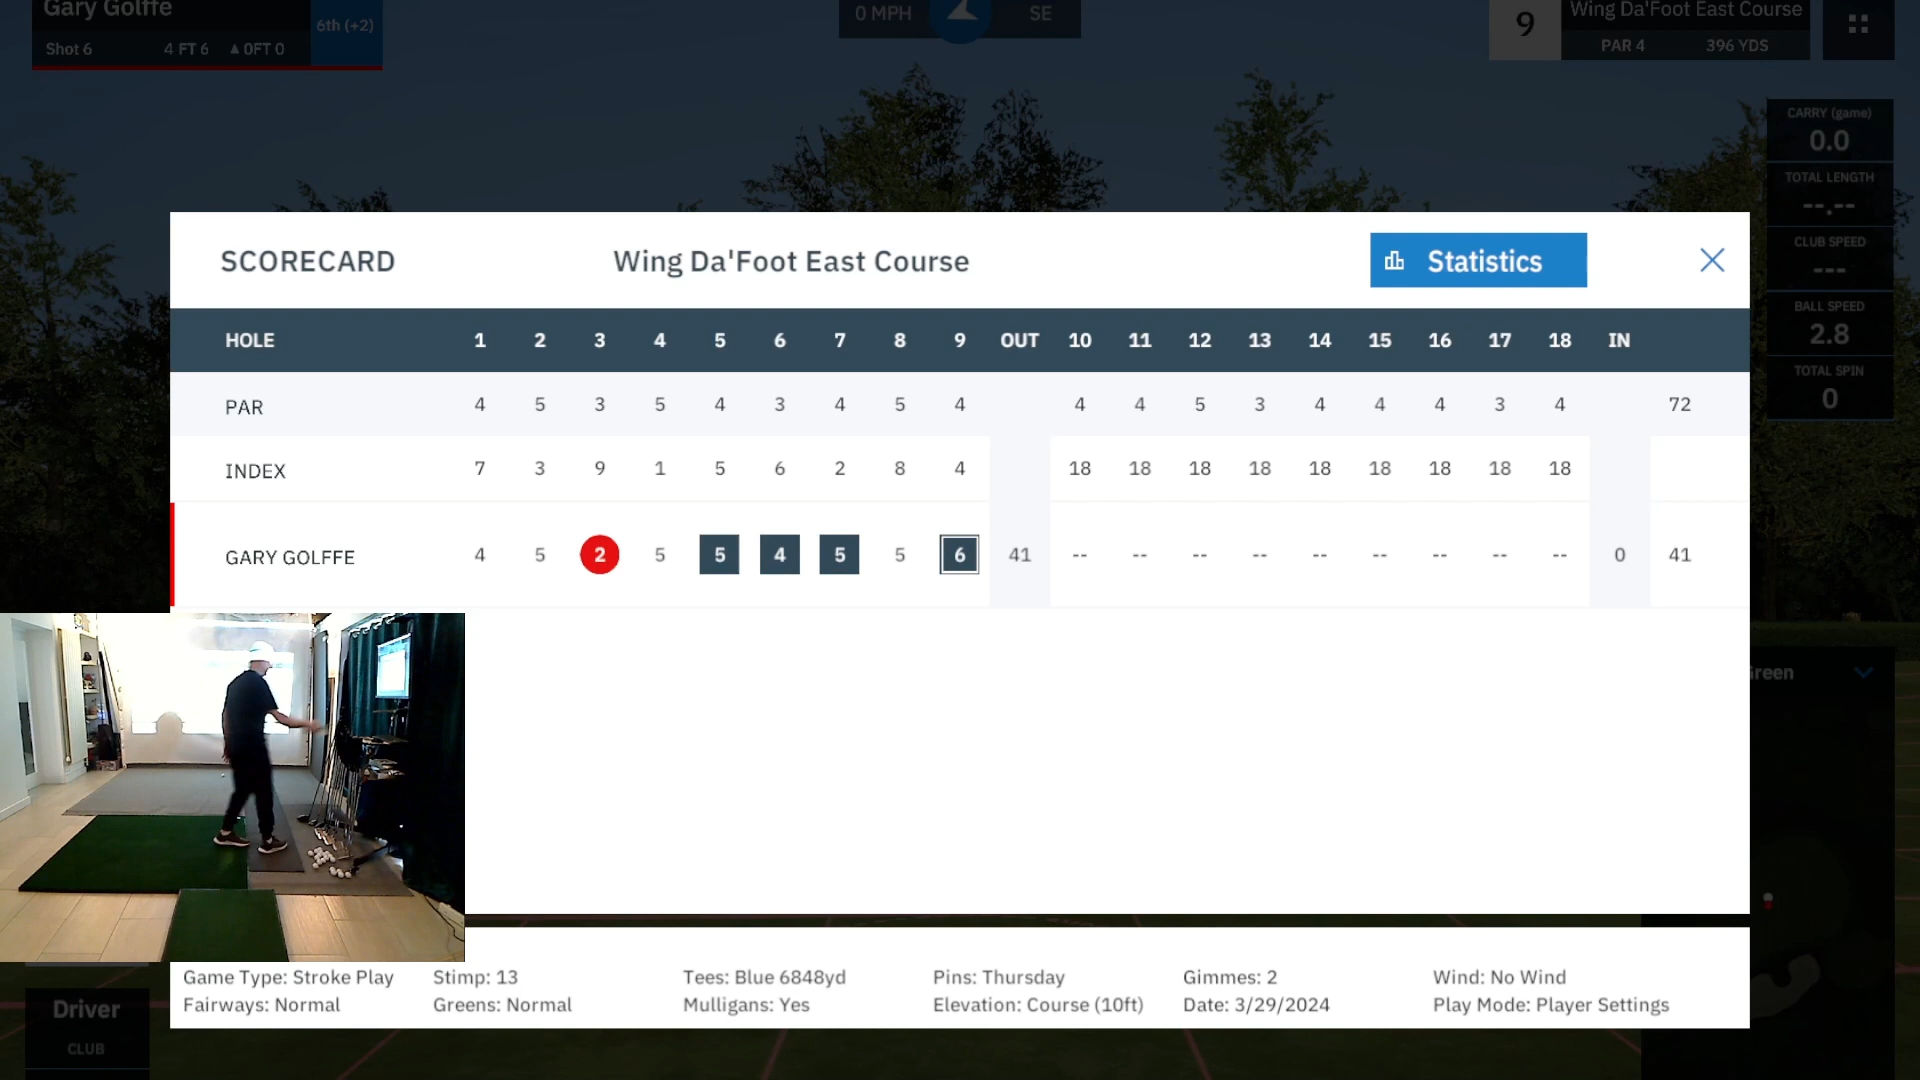 Gary Golffe
6th (+2)
Shot 6 4 FT 6 ▲ 0FT 0
0 MPH SE
9 Wing Da'Foot East Course
PAR 4 396 YDS
CARRY (game)
0.0
TOTAL LENGTH
--.--
CLUB SPEED
---
BALL SPEED
2.8
TOTAL SPIN
0
SCORECARD Wing Da'Foot East Course Statistics
HOLE 1 2 3 4 5 6 7 8 9 OUT 10 11 12 13 14 15 16 17 18 IN
PAR 4 5 3 5 4 3 4 5 4 4 4 5 3 4 4 4 3 4 72
INDEX 7 3 9 1 5 6 2 8 4 18 18 18 18 18 18 18 18 18
GARY GOLFFE 4 5 2 5 5 4 5 5 6 41 -- -- -- -- -- -- -- -- -- 0 41
Game Type: Stroke Play Stimp: 13 Tees: Blue 6848yd Pins: Thursday Gimmes: 2 Wind: No Wind
Fairways: Normal Greens: Normal Mulligans: Yes Elevation: Course (10ft) Date: 3/29/2024 Play Mode: Player Settings
Driver
CLUB